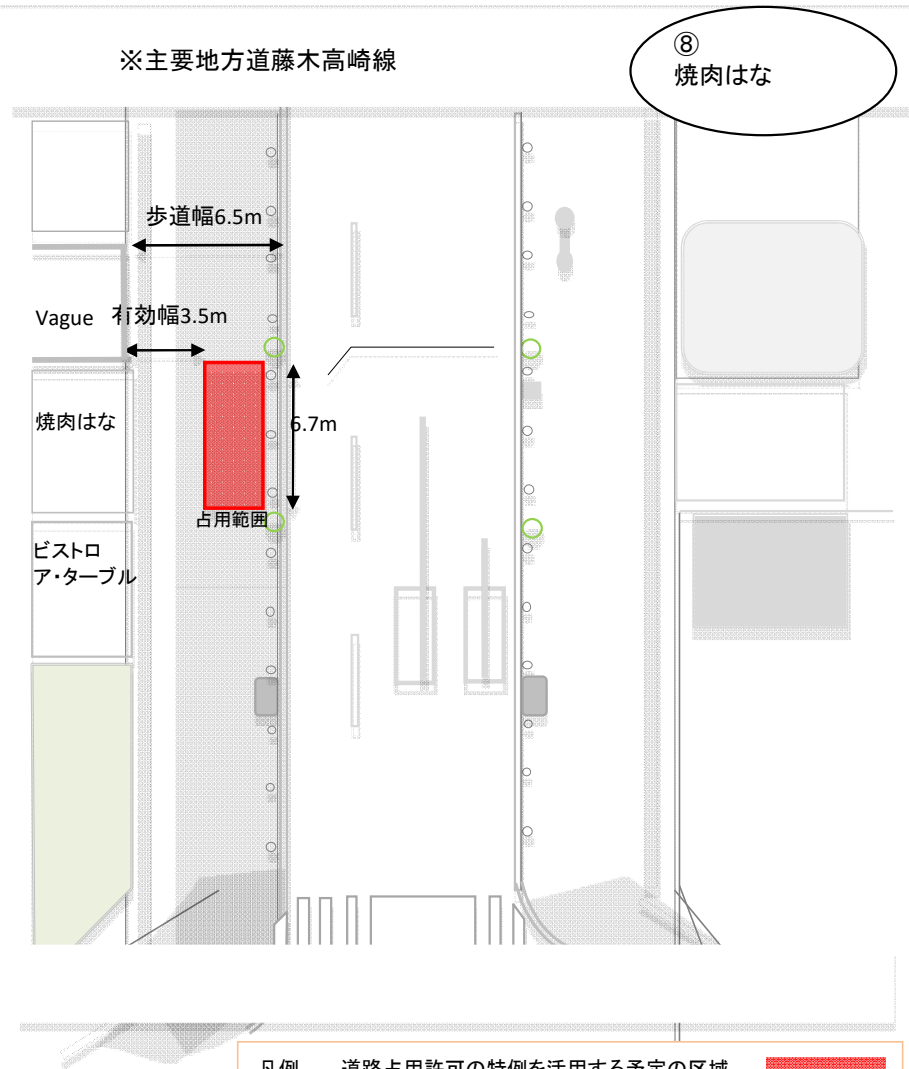 ※主要地方道藤木高崎線
⑧
焼肉はな
歩道幅6.5m
Vague
有効幅3.5m
焼肉はな
6.7m
占用範囲
ビストロ
ア・ターブル
凡例 道路占用許可の特例を活用する予定の区域